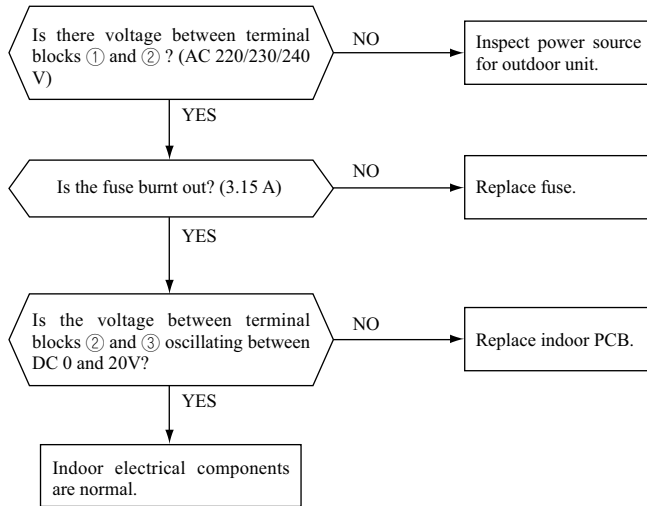 Is there voltage between terminal
blocks ① and ② ? (AC 220/230/240
V)
NO
Inspect power source
for outdoor unit.
YES
Is the fuse burnt out? (3.15 A)
NO
Replace fuse.
YES
Is the voltage between terminal
blocks ② and ③ oscillating between
DC 0 and 20V?
NO
Replace indoor PCB.
YES
Indoor electrical components
are normal.